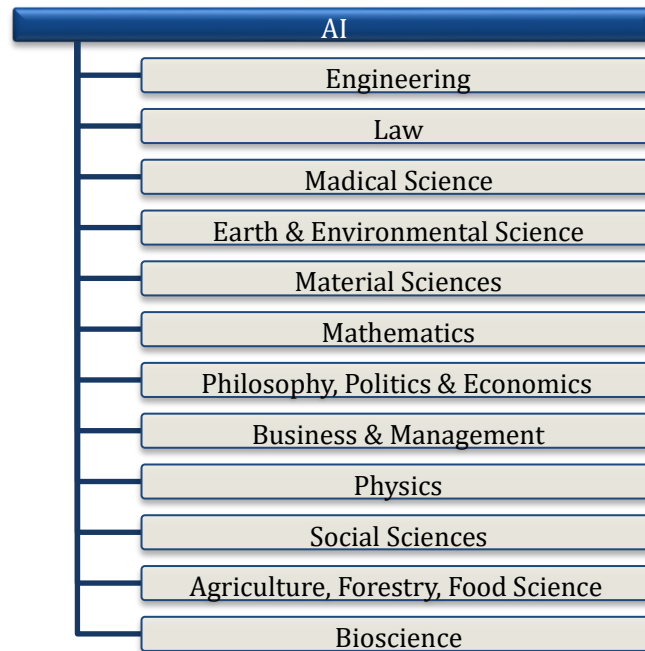 AI
Engineering
Law
Madical Science
Earth & Environmental Science
Material Sciences
Mathematics
Philosophy, Politics & Economics
Business & Management
Physics
Social Sciences
Agriculture, Forestry, Food Science
Bioscience